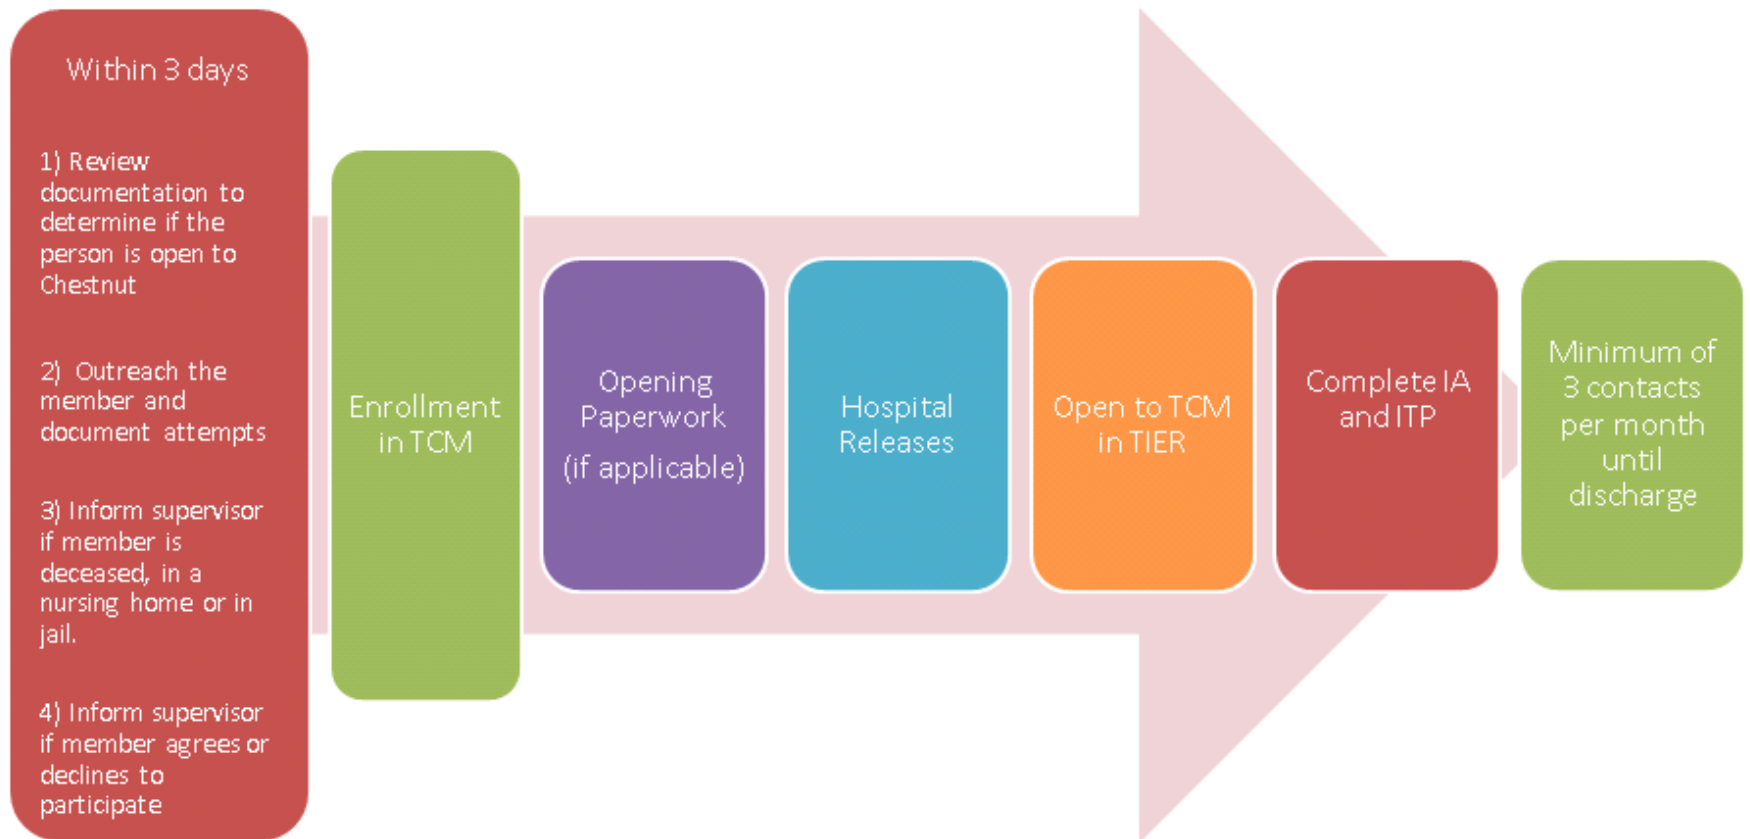 Within 3 days
1) Review
documentation to
determine if the
person is open to
Chestnut
2) Outreach the
member and
document attempts
3) Inform supervisor
if member is
deceased, in a
nursing home or in
jail.
4) Inform supervisor
if member agrees or
declines to
participate
Enrollment
in TCM
Opening
Paperwork
(if applicable)
Hospital
Releases
Open to TCM
in TIER
Complete IA
and ITP
Minimum of
3 contacts
per month
until
discharge